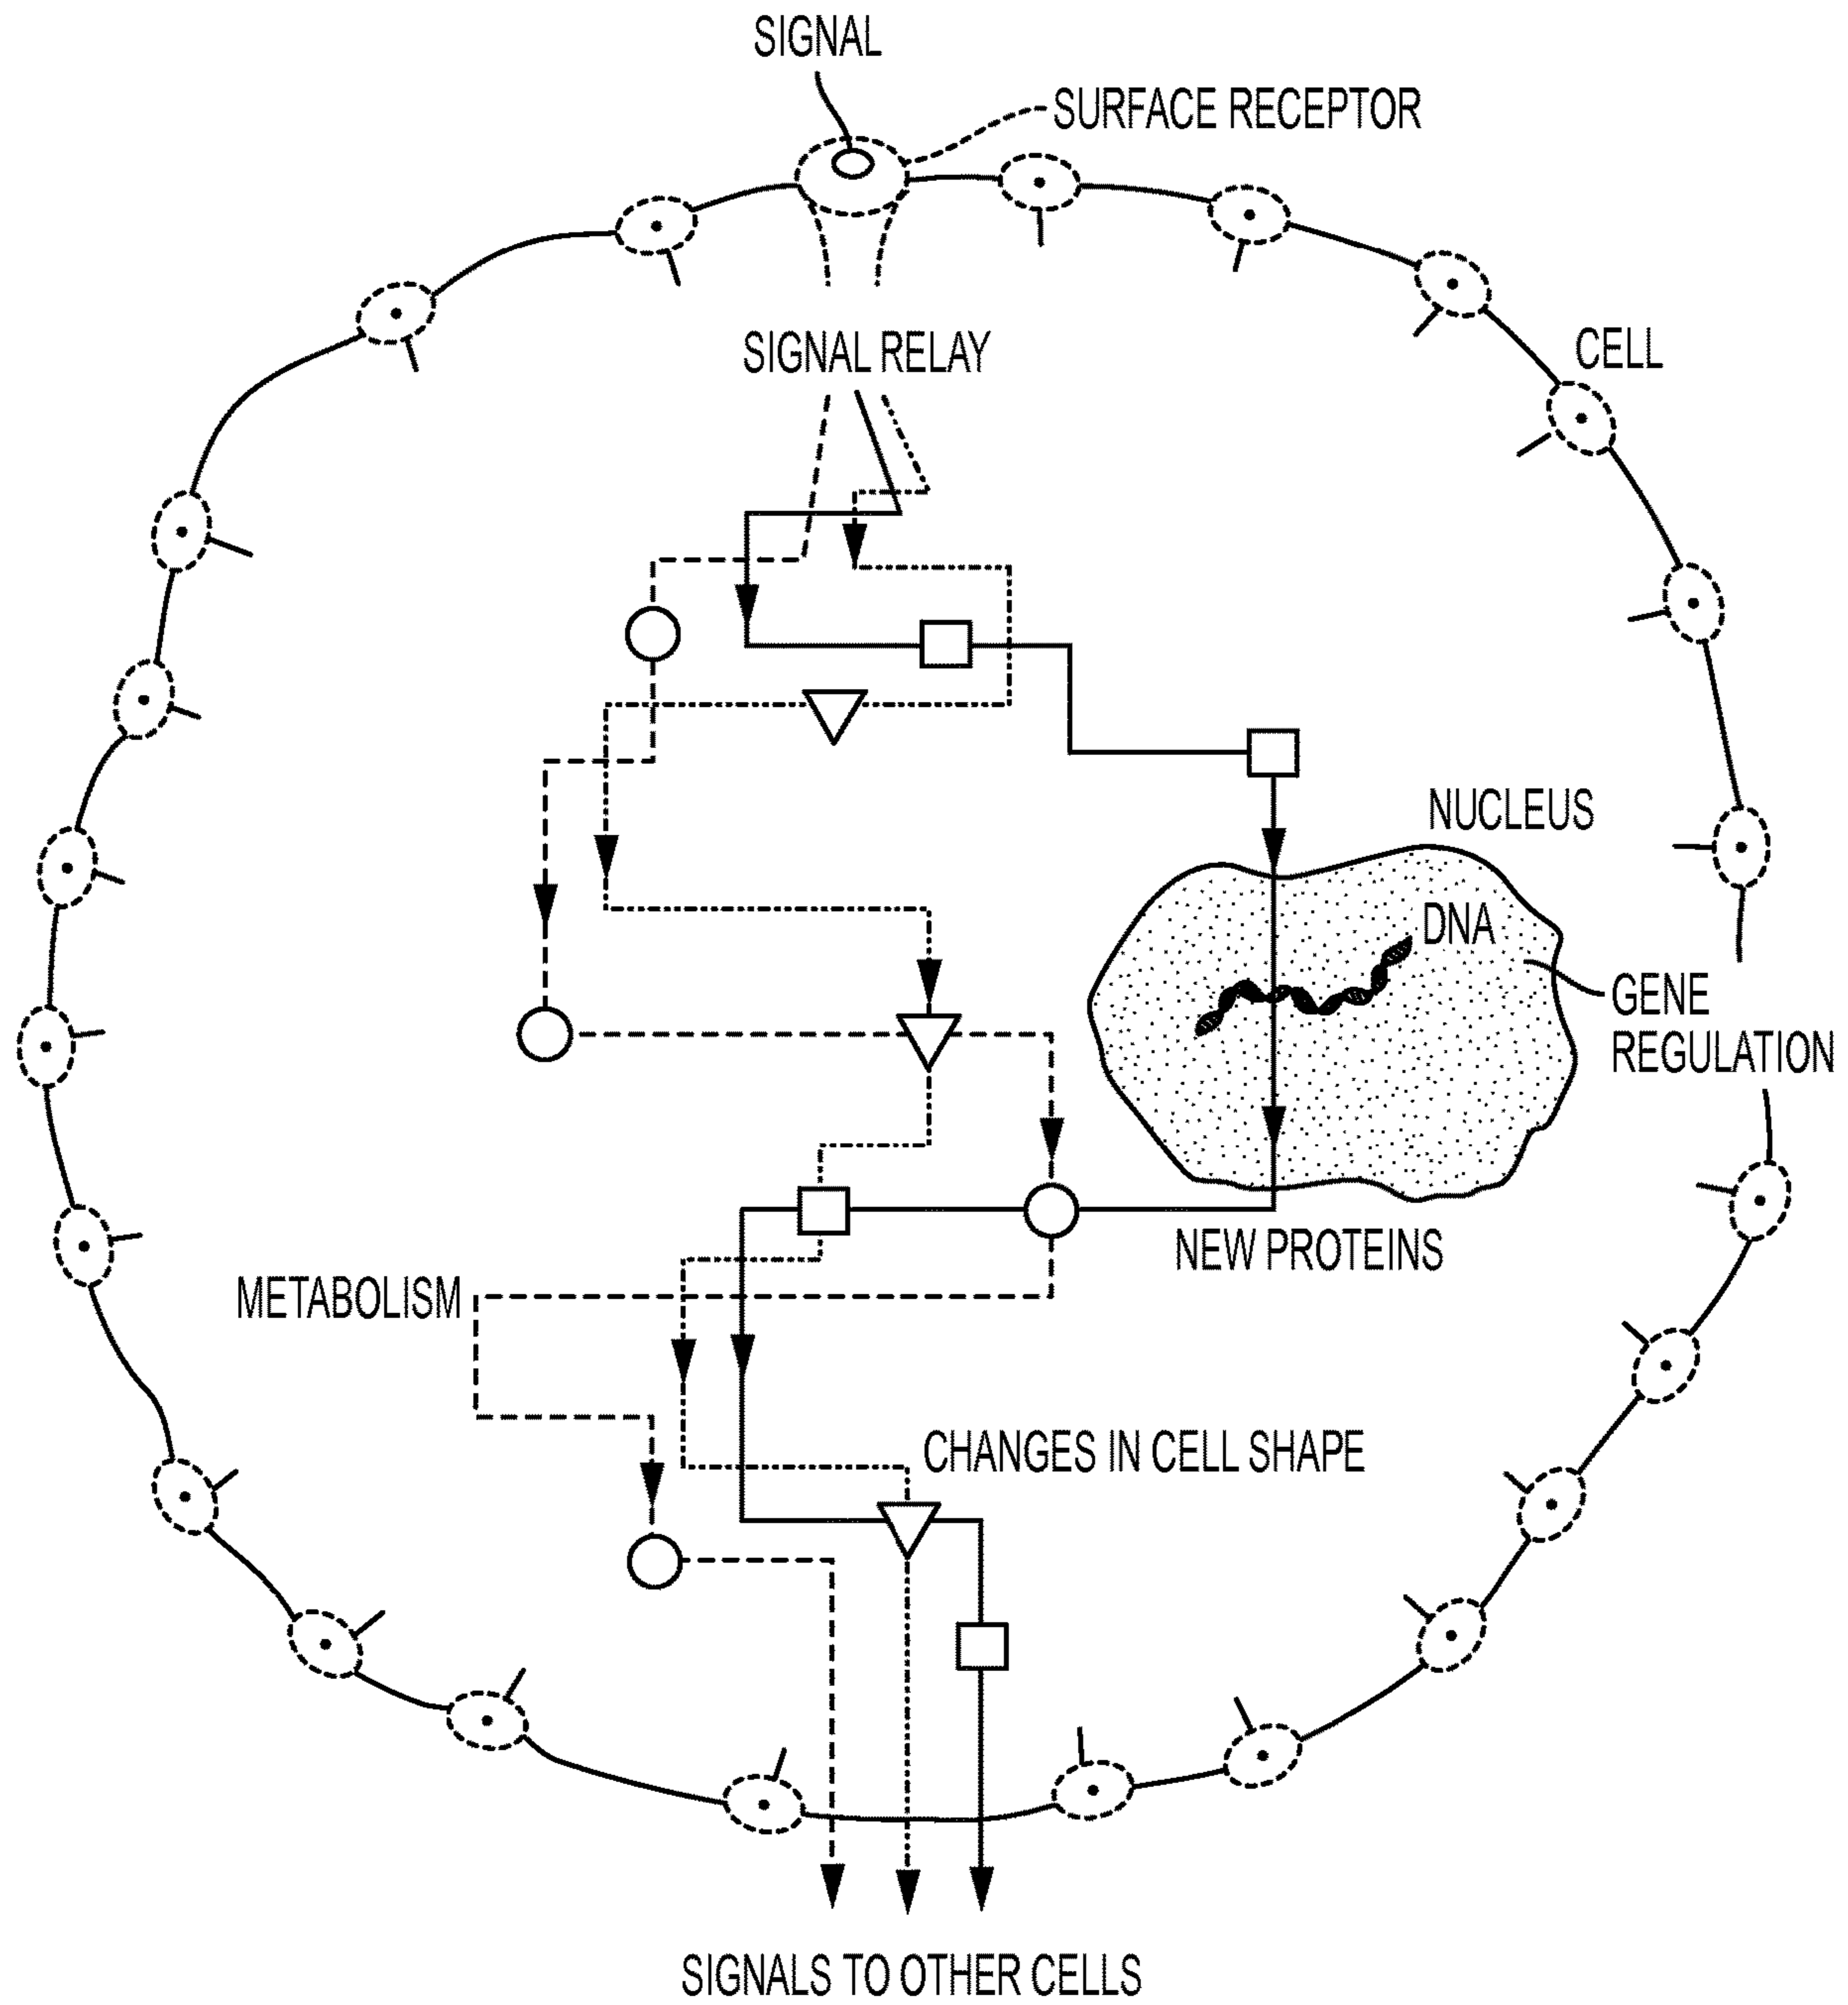 SIGNAL
SURFACE RECEPTOR
SIGNAL RELAY
CELL
NUCLEUS
DNA
GENE
REGULATION
NEW PROTEINS
METABOLISM
CHANGES IN CELL SHAPE
SIGNALS TO OTHER CELLS